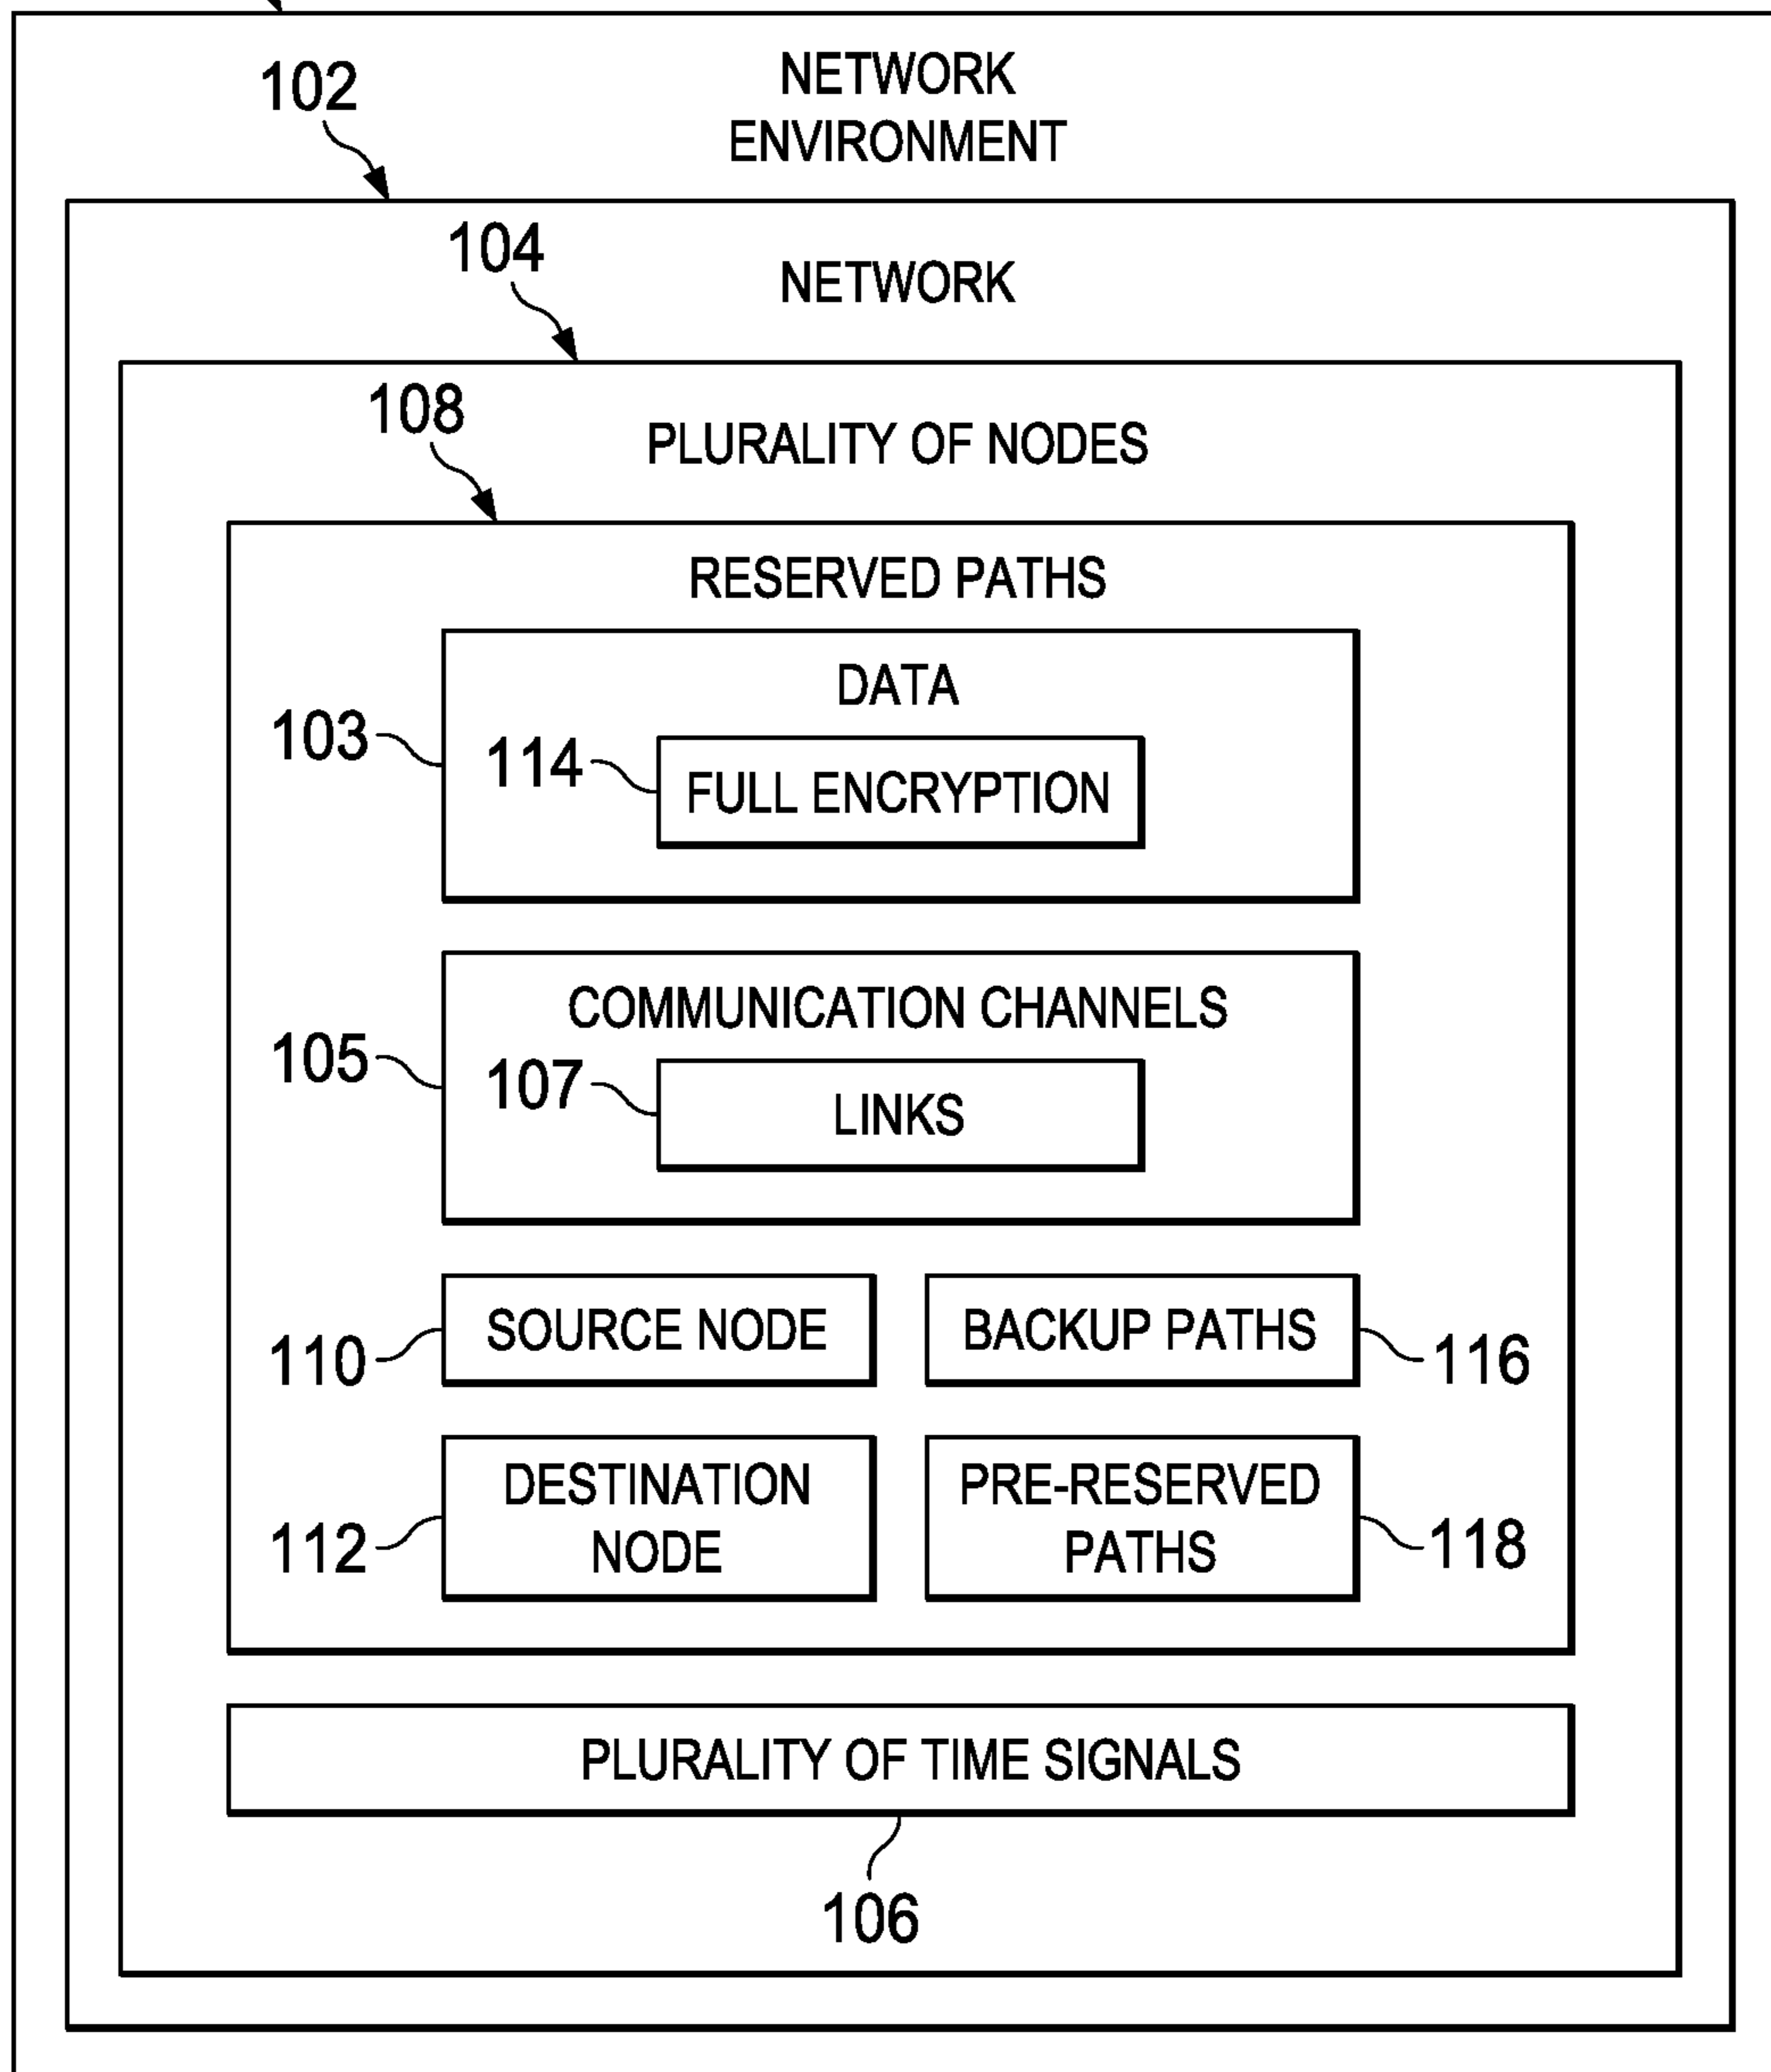 NETWORK
ENVIRONMENT
102
NETWORK
104
PLURALITY OF NODES
108
RESERVED PATHS
DATA
103
114
FULL ENCRYPTION
COMMUNICATION CHANNELS
105
107
LINKS
110
SOURCE NODE
BACKUP PATHS
116
DESTINATION
NODE
112
PRE-RESERVED
PATHS
118
PLURALITY OF TIME SIGNALS
106